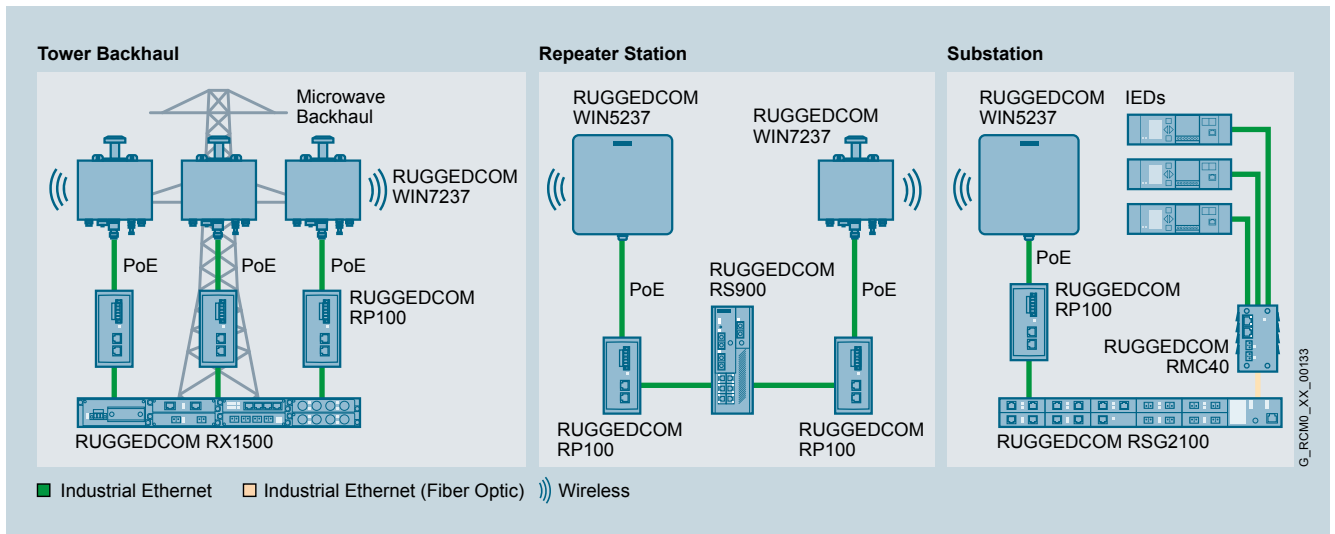 Tower Backhaul
Microwave
Backhaul
RUGGEDCOM
WIN7237
PoE
PoE
PoE
RUGGEDCOM
RP100
RUGGEDCOM RX1500
Repeater Station
RUGGEDCOM
WIN5237
RUGGEDCOM
WIN7237
PoE
RUGGEDCOM
RS900
PoE
RUGGEDCOM
RP100
RUGGEDCOM
RP100
Substation
RUGGEDCOM
WIN5237
IEDs
PoE
RUGGEDCOM
RP100
RUGGEDCOM
RMC40
RUGGEDCOM RSG2100
G_RCM0_XX_00133
Industrial Ethernet
Industrial Ethernet (Fiber Optic)
Wireless